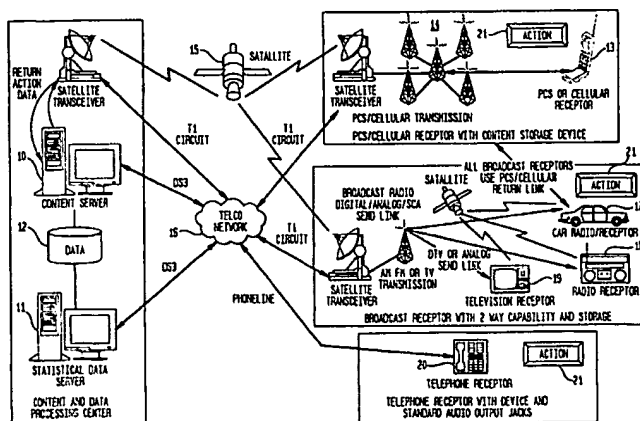 RETURN
ACTION
DATA
SATELLITE
TRANSCEIVER
10
CONTENT SERVER
12
DATA
11
STATISTICAL DATA
SERVER
CONTENT AND DATA
PROCESSING CENTER
15
SATALLITE
T1
CIRCUIT
T1
CIRCUIT
DS3
TELCO
NETWORK
15
T1
CIRCUIT
DS3
PHONELINE
SATELLITE
TRANSCEIVER
14
21
ACTION
13
PCS OR CELLULAR
RECEPTOR
PCS/CELLULAR TRANSMISSION
PCS/CELLULAR RECEPTOR WITH CONTENT STORAGE DEVICE
ALL BROADCAST RECEPTORS
USE PCS/CELLULAR
RETURN LINK
21
ACTION
BROADCAST RADIO
DIGITAL/ANALOG/SCA
SEND LINK
SATALLITE
CAR RADIO/RECEPTOR
DTV OR ANALOG
SEND LINK
19
RADIO RECEPTOR
SATELLITE
TRANSCEIVER
AM FM OR TV
TRANSMISSION
TELEVISION RECEPTOR
BROADCAST RECEPTOR WITH 2 WAY CAPABILITY AND STORAGE
20
ACTION
21
TELEPHONE RECEPTOR
TELEPHONE RECEPTOR WITH DEVICE AND
STANDARD AUDIO OUTPUT JACKS